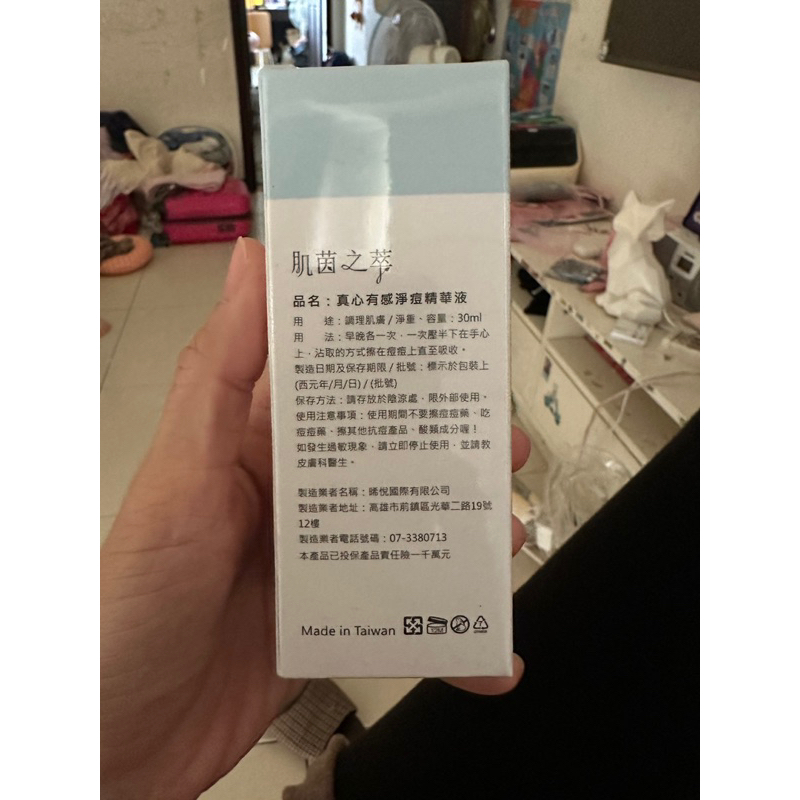 肌茵之萃
品名：真心有感淨痘精華液
用　　途：調理肌膚 / 淨重、容量：30ml
用　　法：早晚各一次，一次壓半下在手心
上，沾取的方式擦在痘痘上直至吸收。
製造日期及保存期限 / 批號：標示於包裝上
(西元年/月/日) / (批號)
保存方法：請存放於陰涼處、限外部使用。
使用注意事項：使用期間不要擦痘痘藥、吃
痘痘藥、擦其他抗痘產品、酸類成分喔！
如發生過敏現象，請立即停止使用，並請教
皮膚科醫生。
製造業者名稱：晞悅國際有限公司
製造業者地址：高雄市前鎮區光華二路19號
12樓
製造業者電話號碼：07-3380713
本產品已投保產品責任險一千萬元
Made in Taiwan